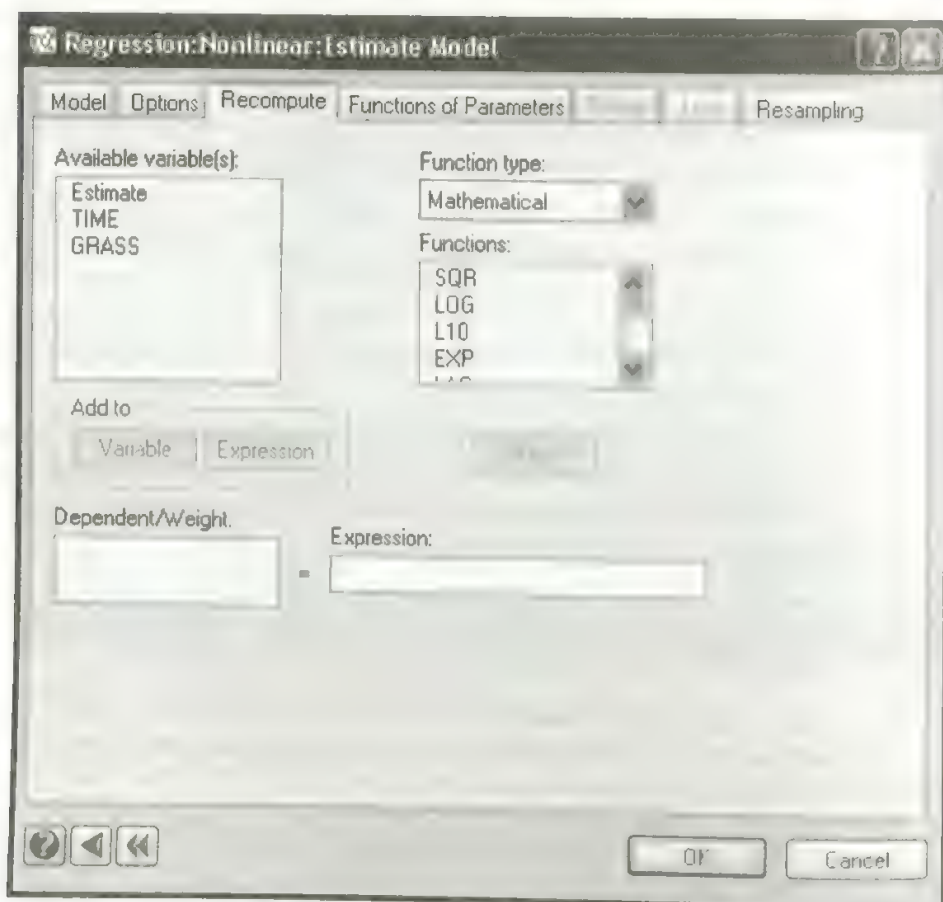 Regression:Nonlinear:Estimate Model
Model Options Recompute Functions of Parameters Resampling
Available variable(s):
Estimate
TIME
GRASS
Function type:
Mathematical
Functions:
SQR
LOG
L10
EXP
Add to
Variable Expression
Dependent/Weight.
=
Expression:
OK Cancel